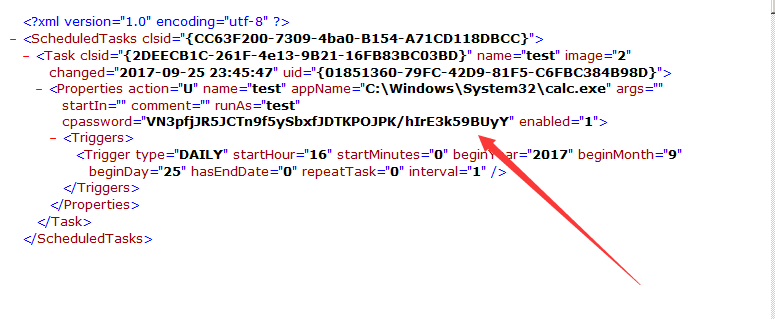 <?xml version="1.0" encoding="utf-8" ?>
- <ScheduledTasks clsid="{CC63F200-7309-4ba0-B154-A71CD118DBCC}">
- <Task clsid="{2DEECB1C-261F-4e13-9B21-16FB83BC03BD}" name="test" image="2"
changed="2017-09-25 23:45:47" uid="{01851360-79FC-42D9-81F5-C6FBC384B98D}">
- <Properties action="U" name="test" appName="C:\Windows\System32\calc.exe" args=""
startIn="" comment="" runAs="test"
cpassword="VN3pfjJR5JCTn9f5ySbxfJDTKPOJPK/hIrE3k59BUyY" enabled="1">
- <Triggers>
<Trigger type="DAILY" startHour="16" startMinutes="0" beginYear="2017" beginMonth="9"
beginDay="25" hasEndDate="0" repeatTask="0" interval="1" />
</Triggers>
</Properties>
</Task>
</ScheduledTasks>